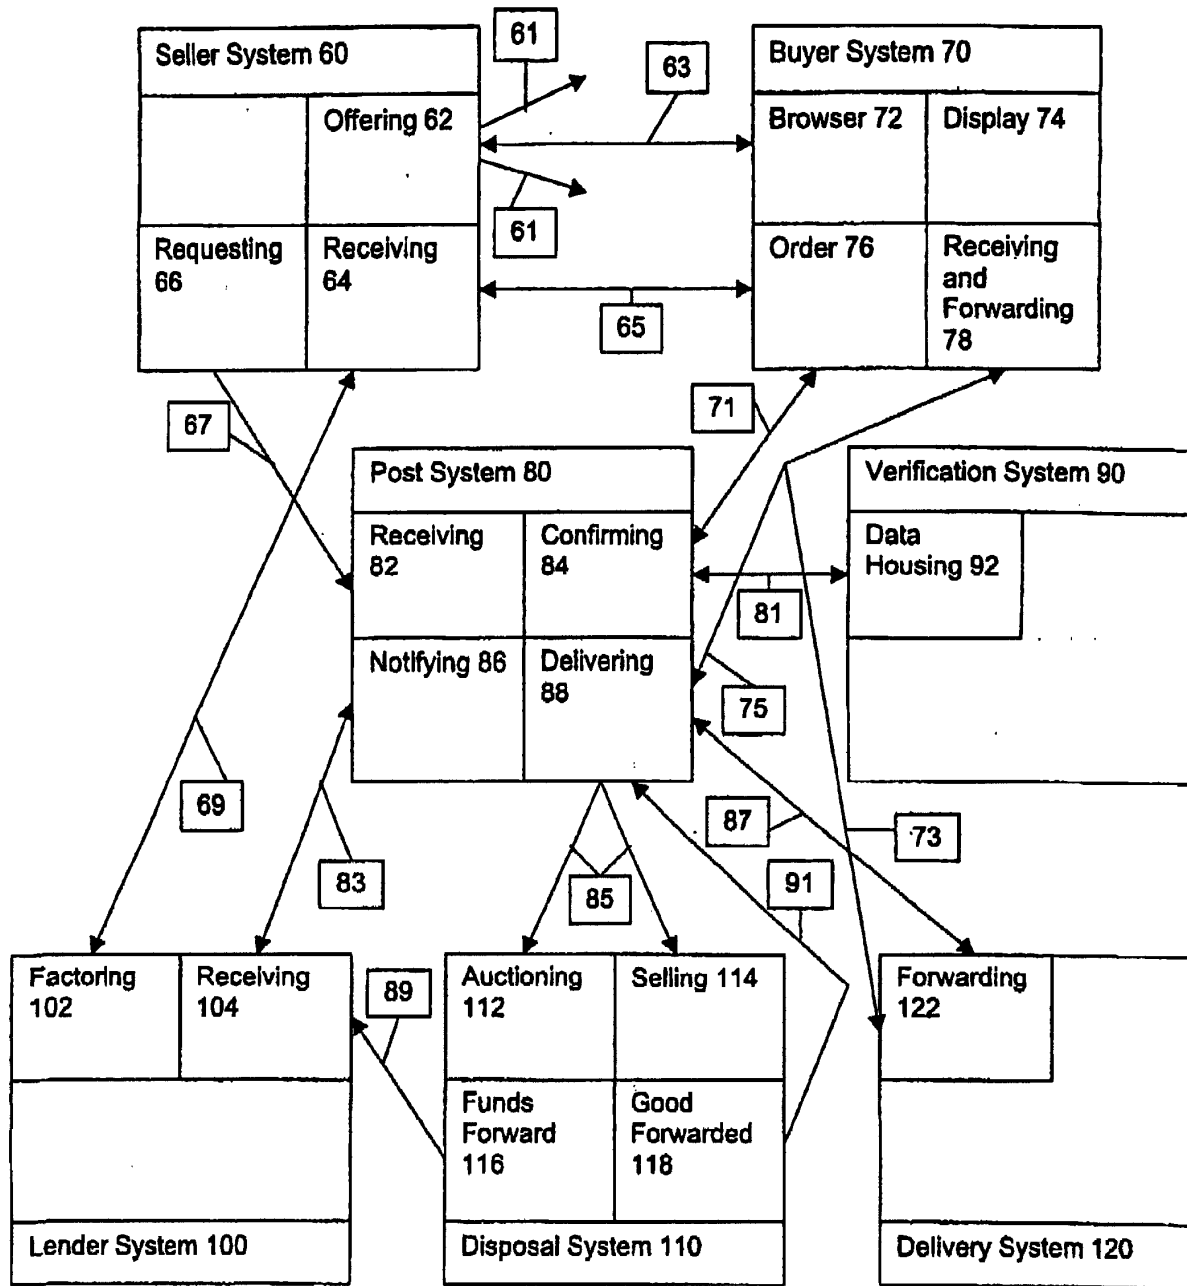 61
Seller System 60
63
Buyer System 70
Offering 62
Browser 72
Display 74
61
Requesting
66
Receiving
64
Order 76
Receiving
and
Forwarding
78
65
67
71
Post System 80
Verification System 90
Receiving
82
Confirming
84
Data
Housing 92
81
Notifying 86
Delivering
88
75
69
87
73
83
85
91
Factoring
102
Receiving
104
89
Auctioning
112
Selling 114
Forwarding
122
Funds
Forward
116
Good
Forwarded
118
Lender System 100
Disposal System 110
Delivery System 120